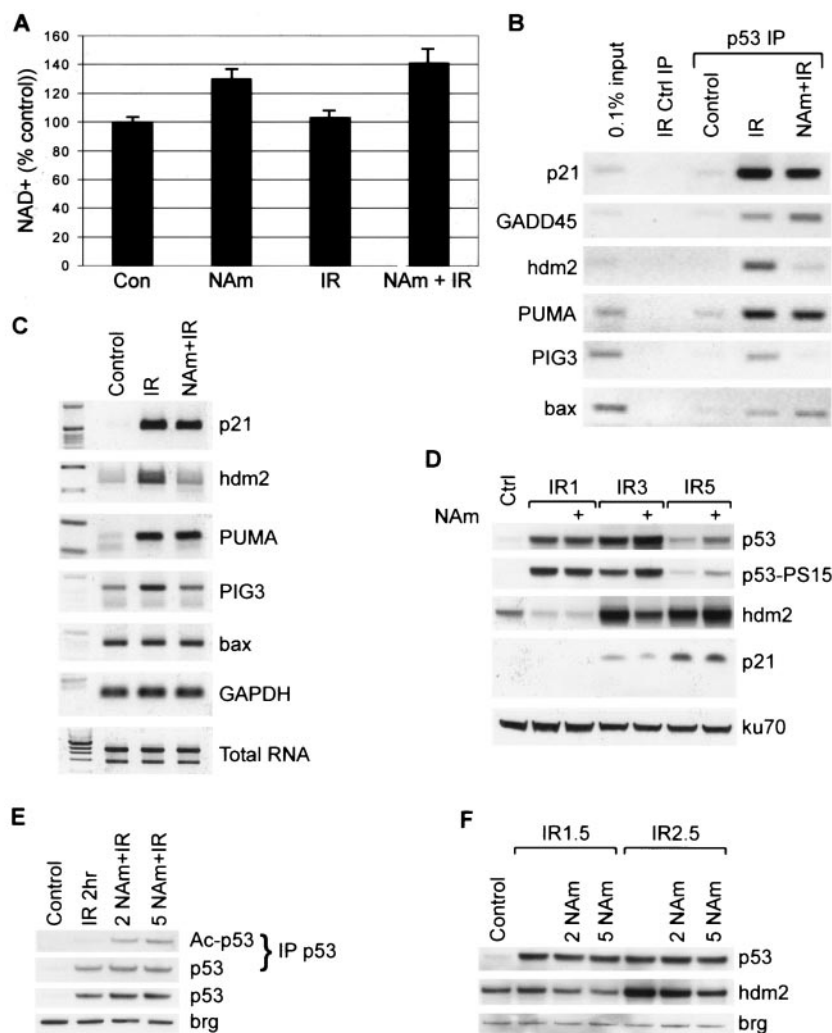 A
NAD+ (% control))
160
140
120
100
80
60
40
20
0
Con NAm IR NAm + IR
B
p53 IP
0.1% input
IR Ctrl IP
Control
IR
NAm+IR
p21
GADD45
hdm2
PUMA
PIG3
bax
C
Control
IR
NAm+IR
p21
hdm2
PUMA
PIG3
bax
GAPDH
Total RNA
D
Ctrl
IR1 IR3 IR5
NAm + + +
p53
p53-PS15
hdm2
p21
ku70
E
Control
IR 2hr
2 NAm+IR
5 NAm+IR
Ac-p53
p53
} IP p53
p53
brg
F
IR1.5 IR2.5
Control
2 NAm
5 NAm
2 NAm
5 NAm
p53
hdm2
brg